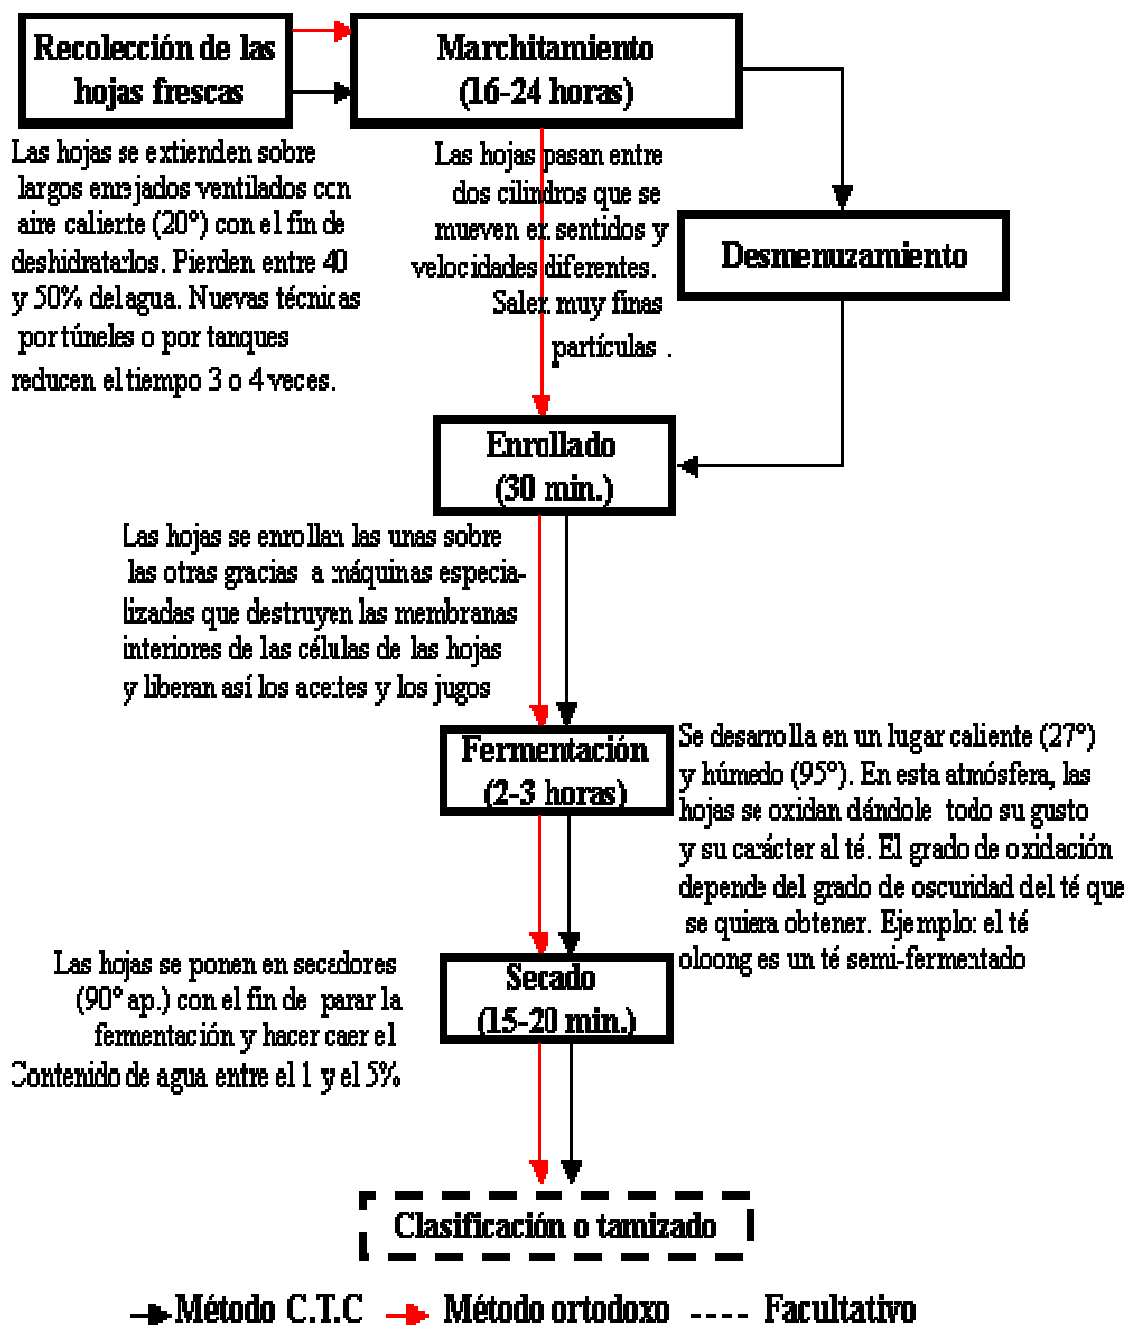 Recolección de las
hojas frescas
Marchitamiento
(16-24 horas)
Las hojas se extienden sobre
largos enrejados ventilados con
aire caliente (20°) con el fin de
deshidratarlos. Pierden entre 40
y 50% del agua. Nuevas técnicas
por túneles o por tanques
reducen el tiempo 3 o 4 veces.
Las hojas pasan entre
dos cilindros que se
mueven en sentidos y
velocidades diferentes.
Salen muy finas
partículas .
Desmenuzamiento
Enrollado
(30 min.)
Las hojas se enrollan las unas sobre
las otras gracias a máquinas especia-
lizadas que destruyen las membranas
interiores de las células de las hojas
y liberan así los aceites y los jugos
Fermentación
(2-3 horas)
Se desarrolla en un lugar caliente (27°)
y húmedo (95°). En esta atmósfera, las
hojas se oxidan dándole todo su gusto
y su carácter al té. El grado de oxidación
depende del grado de oscuridad del té que
se quiera obtener. Ejemplo: el té
oloong es un té semi-fermentado
Las hojas se ponen en secadores
(90° ap.) con el fin de parar la
fermentación y hacer caer el
Contenido de agua entre el 1 y el 5%
Secado
(15-20 min.)
Clasificación o tamizado
Método C.T.C Método ortodoxo Facultativo